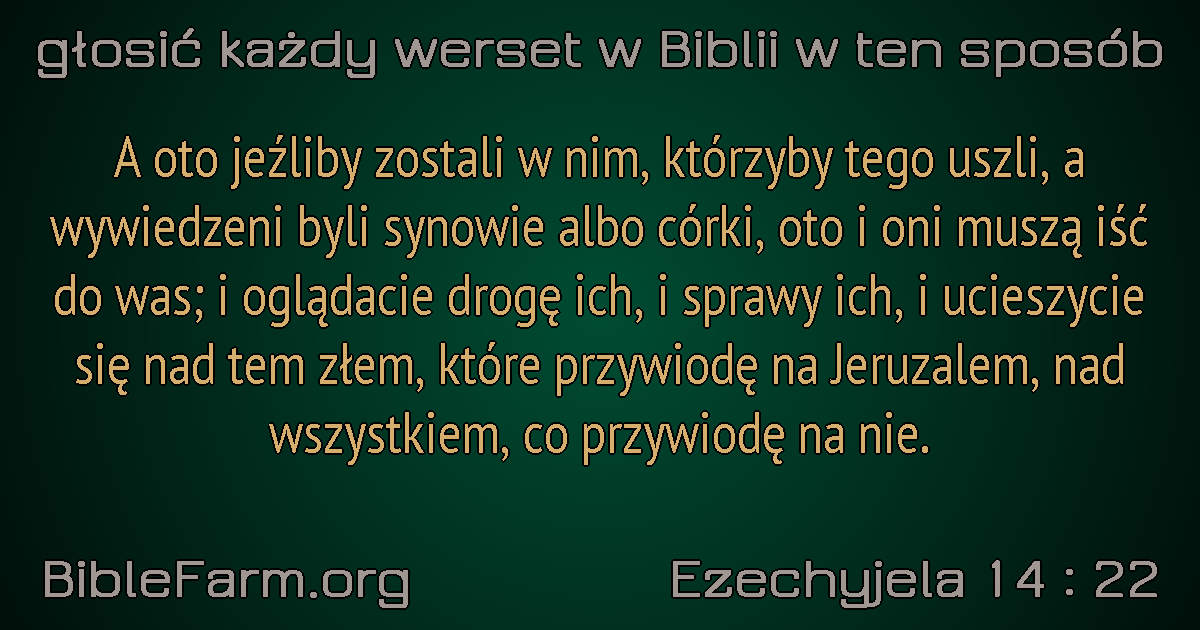 głosić każdy werset w Biblii w ten sposób
A oto jeźliby zostali w nim, którzyby tego uszli, a
wywiedzeni byli synowie albo córki, oto i oni muszą iść
do was; i oglądacie drogę ich, i sprawy ich, i ucieszycie
się nad tem złem, które przywiodę na Jeruzalem, nad
wszystkiem, co przywiodę na nie.
BibleFarm.org
Ezechyjela 14 : 22